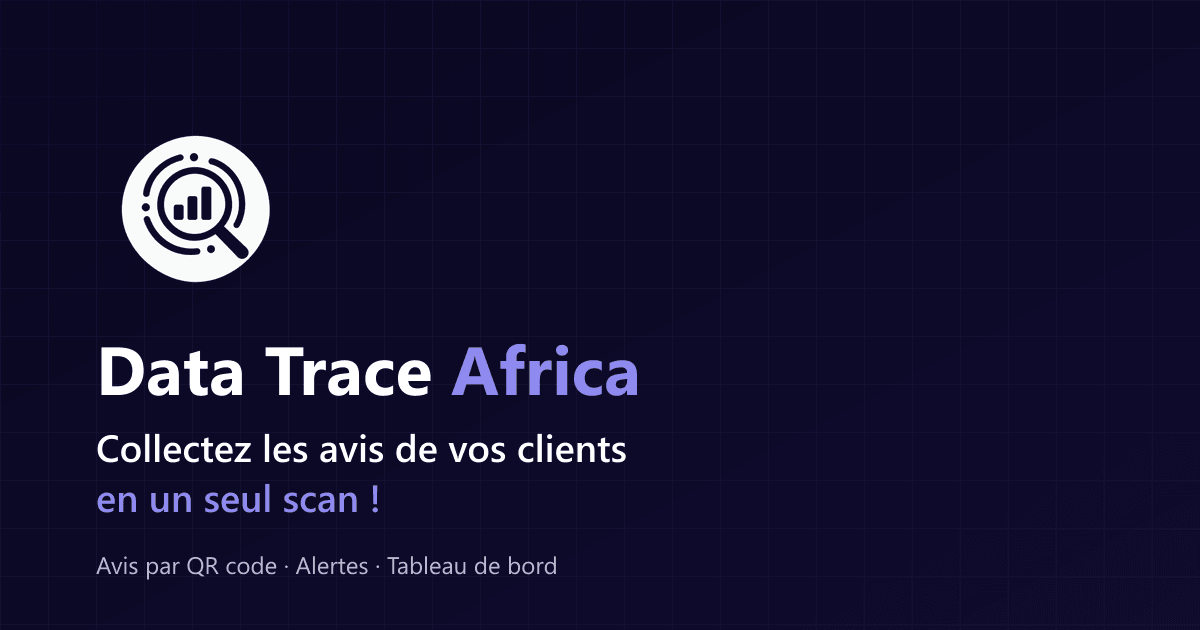 Data Trace Africa
Collectez les avis de vos clients
en un seul scan !
Avis par QR code · Alertes · Tableau de bord